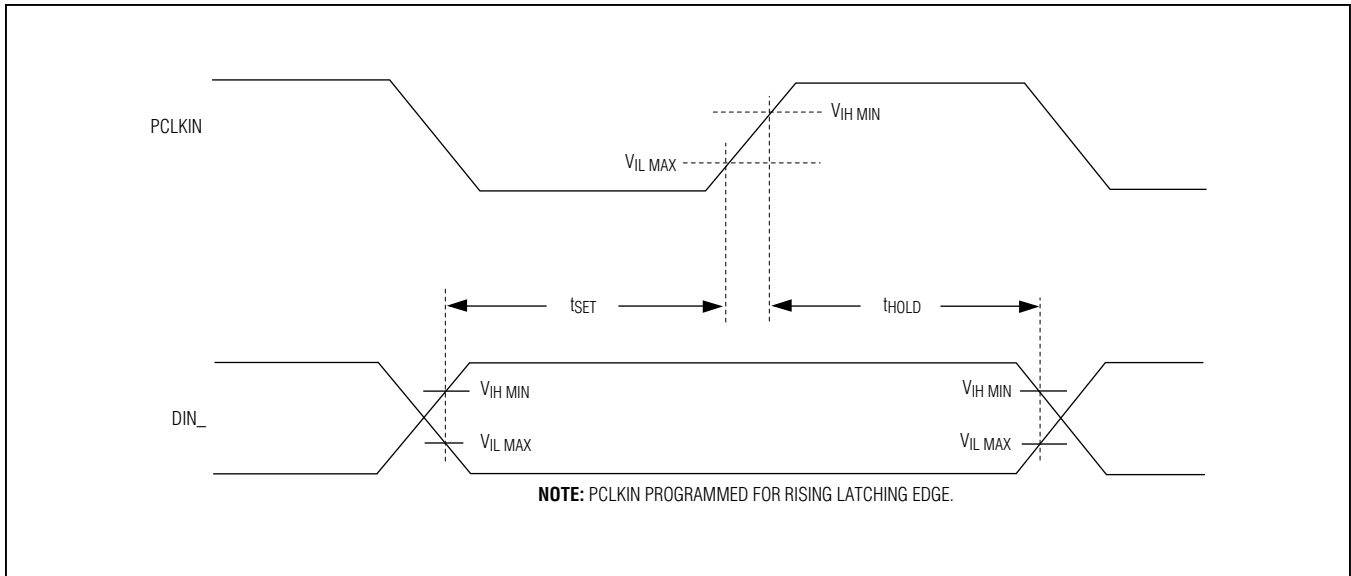 PCLKIN
VIH MIN
VIL MAX
tSET
tHOLD
DIN_
VIH MIN
VIH MIN
VIL MAX
VIL MAX
NOTE: PCLKIN PROGRAMMED FOR RISING LATCHING EDGE.